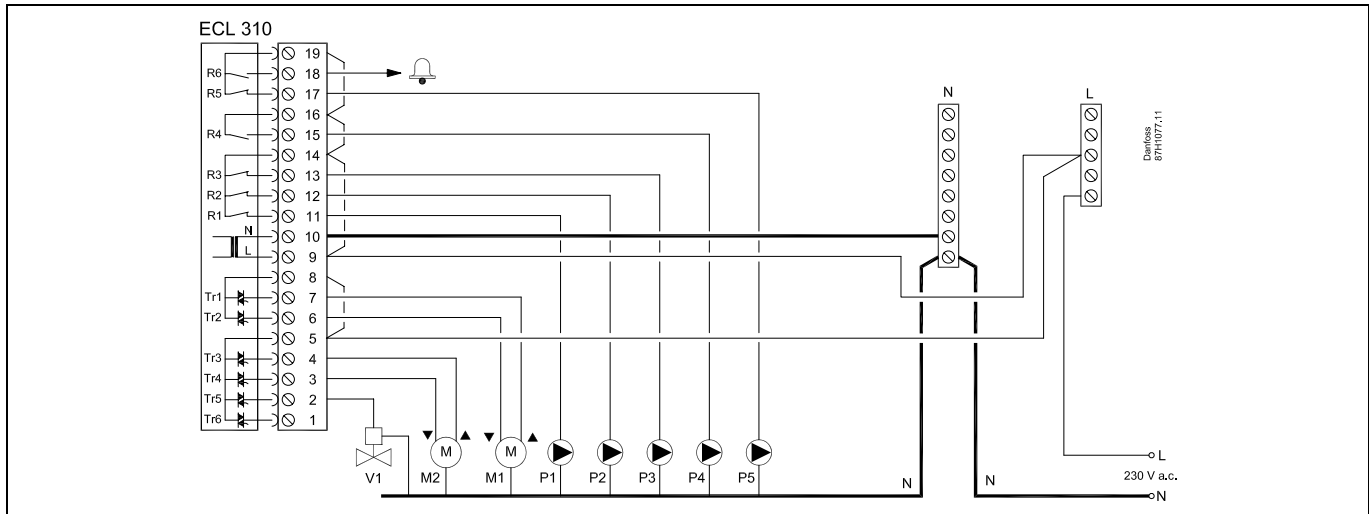 ECL 310
19
R6 18
R5 17
16
R4 15
14
R3 13
R2 12
R1 11
N 10
L 9
8
Tr1 7
Tr2 6
5
Tr3 4
Tr4 3
Tr5 2
Tr6 1
N
L
Danfoss
87H1077.11
M M
V1 M2 M1 P1 P2 P3 P4 P5
N N
L
230 V a.c.
N